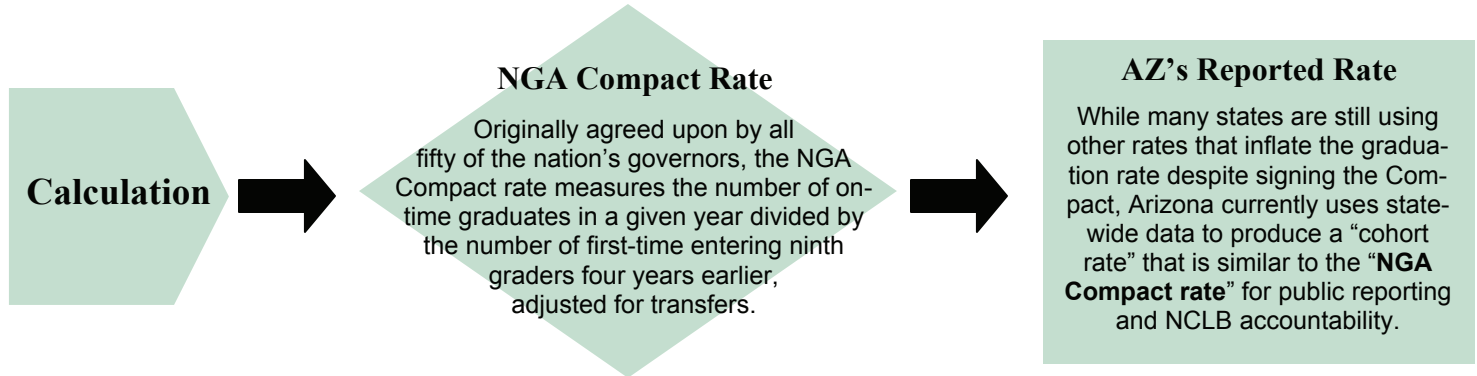 Calculation
NGA Compact Rate
Originally agreed upon by all
fifty of the nation’s governors, the NGA
Compact rate measures the number of on-
time graduates in a given year divided by
the number of first-time entering ninth
graders four years earlier,
adjusted for transfers.
AZ’s Reported Rate
While many states are still using
other rates that inflate the gradua-
tion rate despite signing the Com-
pact, Arizona currently uses state-
wide data to produce a “cohort
rate” that is similar to the “NGA
Compact rate” for public reporting
and NCLB accountability.